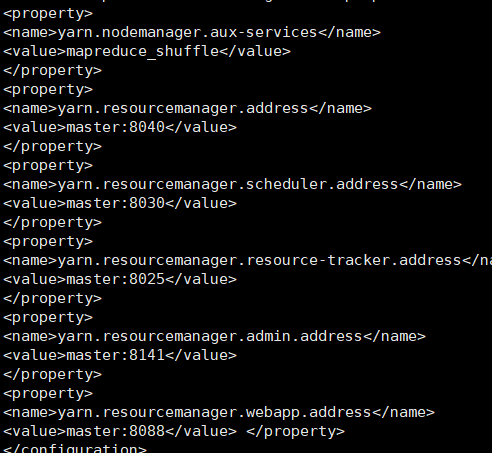 <property>
<name>yarn.nodemanager.aux-services</name>
<value>mapreduce_shuffle</value>
</property>
<property>
<name>yarn.resourcemanager.address</name>
<value>master:8040</value>
</property>
<property>
<name>yarn.resourcemanager.scheduler.address</name>
<value>master:8030</value>
</property>
<property>
<name>yarn.resourcemanager.resource-tracker.address</na
<value>master:8025</value>
</property>
<property>
<name>yarn.resourcemanager.admin.address</name>
<value>master:8141</value>
</property>
<property>
<name>yarn.resourcemanager.webapp.address</name>
<value>master:8088</value> </property>
</configuration>